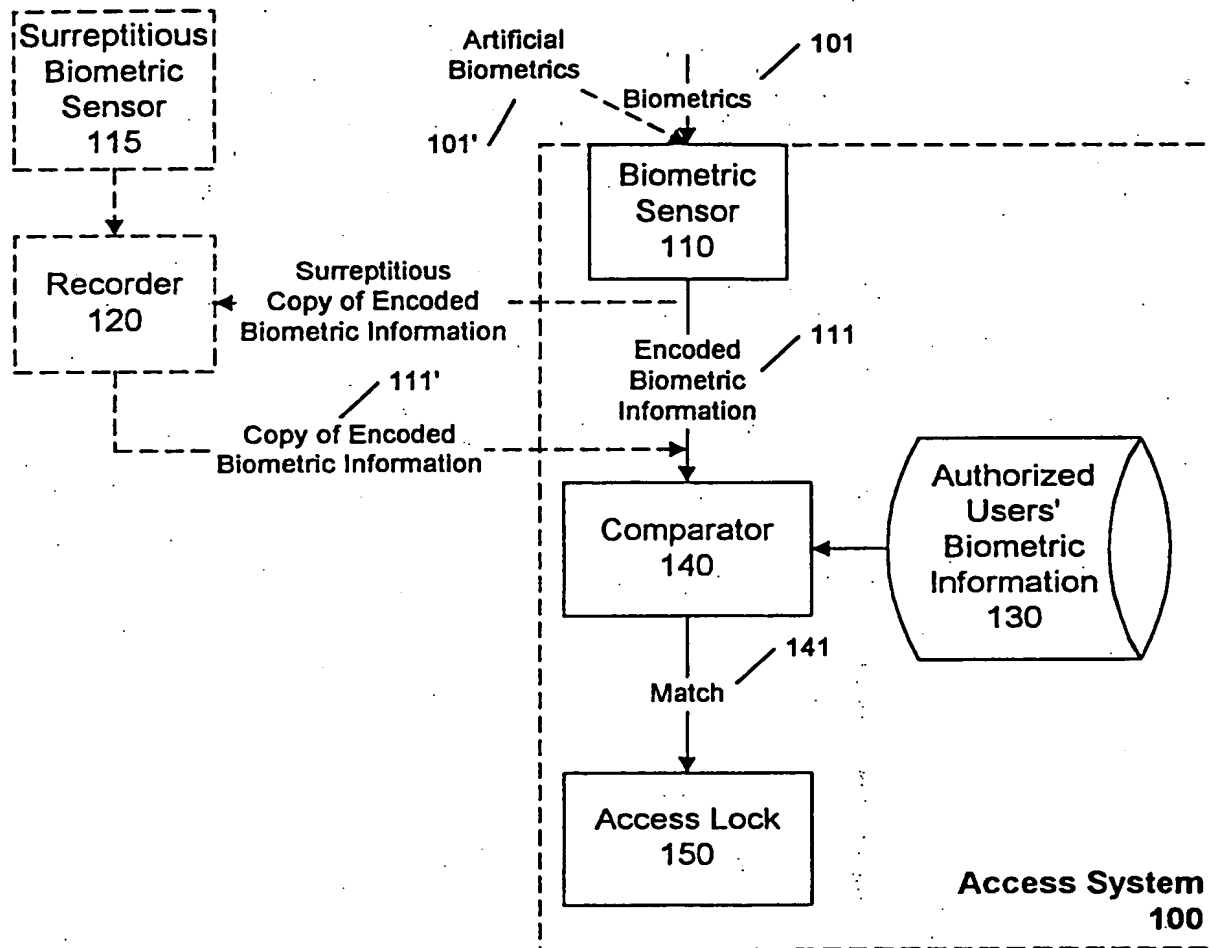 Surreptitious
Biometric
Sensor
115
Artificial
Biometrics
101
Biometrics
101'
Biometric
Sensor
110
Recorder
120
Surreptitious
Copy of Encoded
Biometric Information
Encoded
Biometric
Information
111
111'
Copy of Encoded
Biometric Information
Comparator
140
Authorized
Users'
Biometric
Information
130
141
Match
Access Lock
150
Access System
100